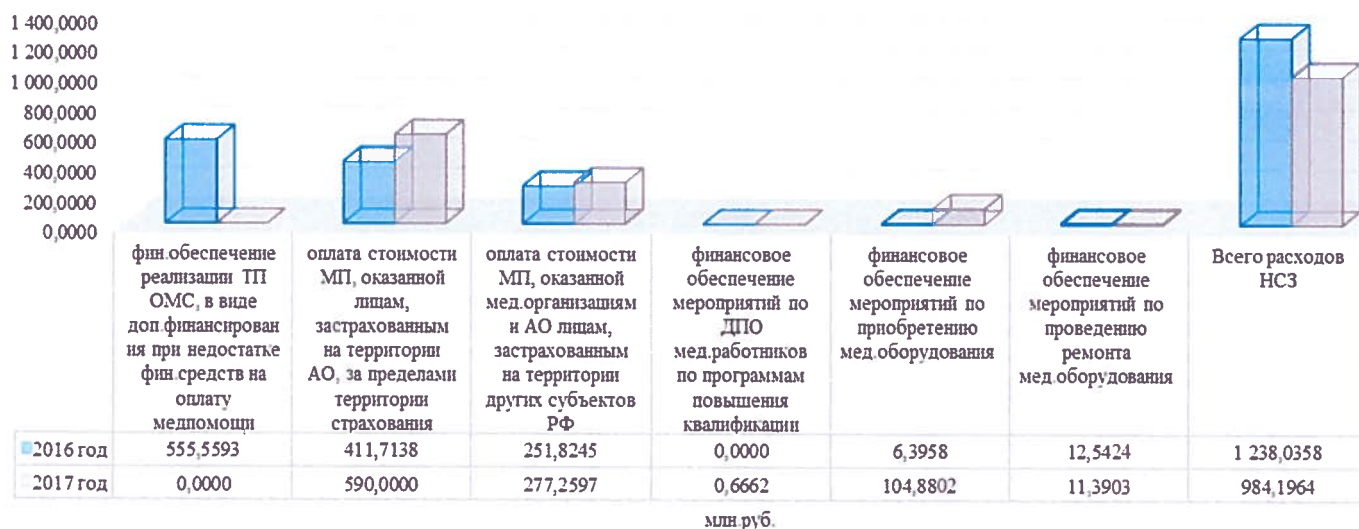 1 400,0000
1 200,0000
1 000,0000
800,0000
600,0000
400,0000
200,0000
0,0000
фин.обеспечение
реализации ТП
ОМС, в виде
доп.финансирован
ия при недостатке
фин.средств на
оплату
медпомощи
оплата стоимости
МП, оказанной
лицам,
застрахованным
на территории
АО, за пределами
территории
страхования
оплата стоимости
МП, оказанной
мед.организациям
и АО лицам,
застрахованным
на территории
других субъектов
РФ
финансовое
обеспечение
мероприятий по
ДПО
мед.работников
по программам
повышения
квалификации
финансовое
обеспечение
мероприятий по
приобретению
мед.оборудования
финансовое
обеспечение
мероприятий по
проведению
ремонта
мед.оборудования
Всего расходов
НСЗ
2016 год 555,5593 411,7138 251,8245 0,0000 6,3958 12,5424 1 238,0358
2017 год 0,0000 590,0000 277,2597 0,6662 104,8802 11,3903 984,1964
млн.руб.